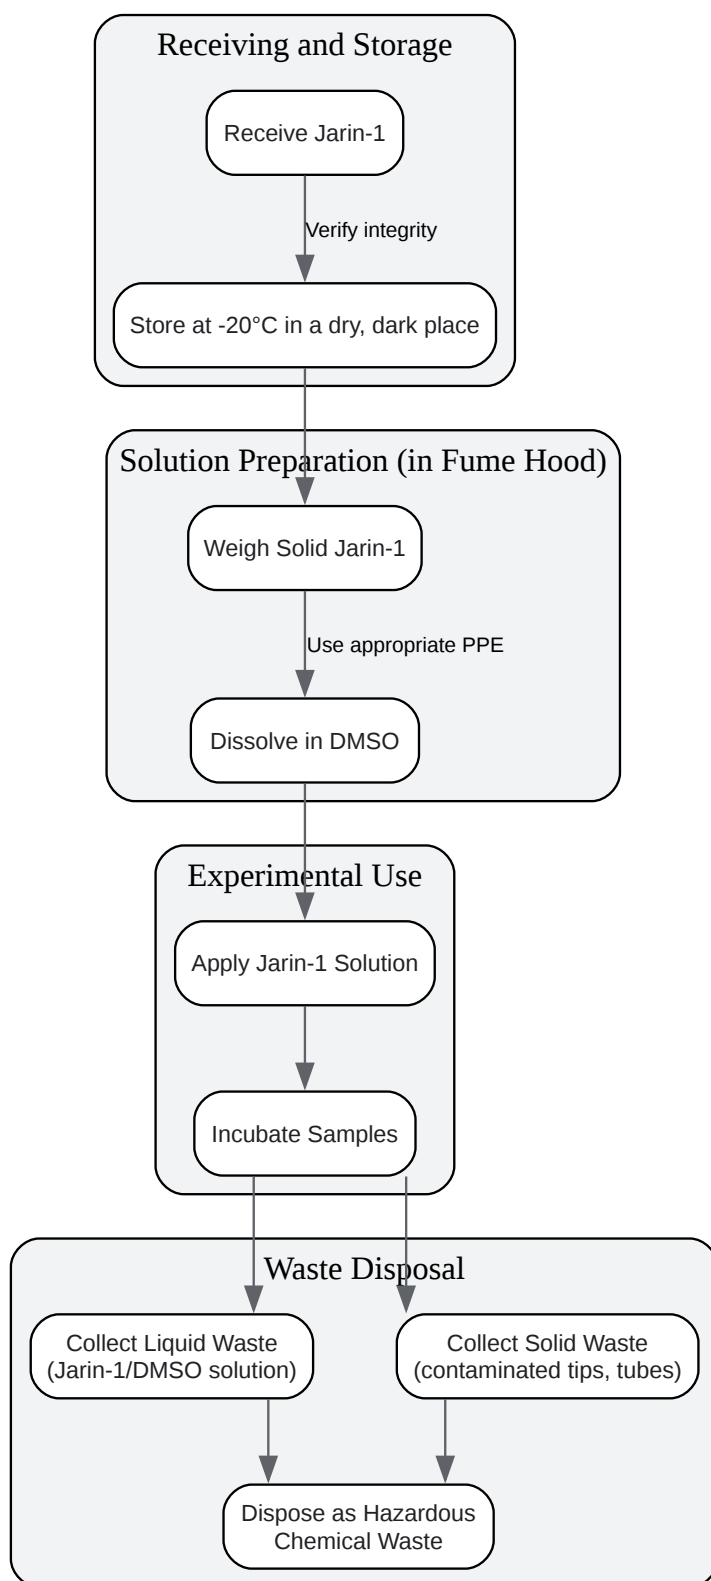 Receiving and Storage
Receive Jarin-1
Verify integrity
Store at -20°C in a dry, dark place
Solution Preparation (in Fume Hood)
Weigh Solid Jarin-1
Use appropriate PPE
Dissolve in DMSO
Experimental Use
Apply Jarin-1 Solution
Incubate Samples
Waste Disposal
Collect Liquid Waste
(Jarin-1/DMSO solution)
Collect Solid Waste
(contaminated tips, tubes)
Dispose as Hazardous
Chemical Waste